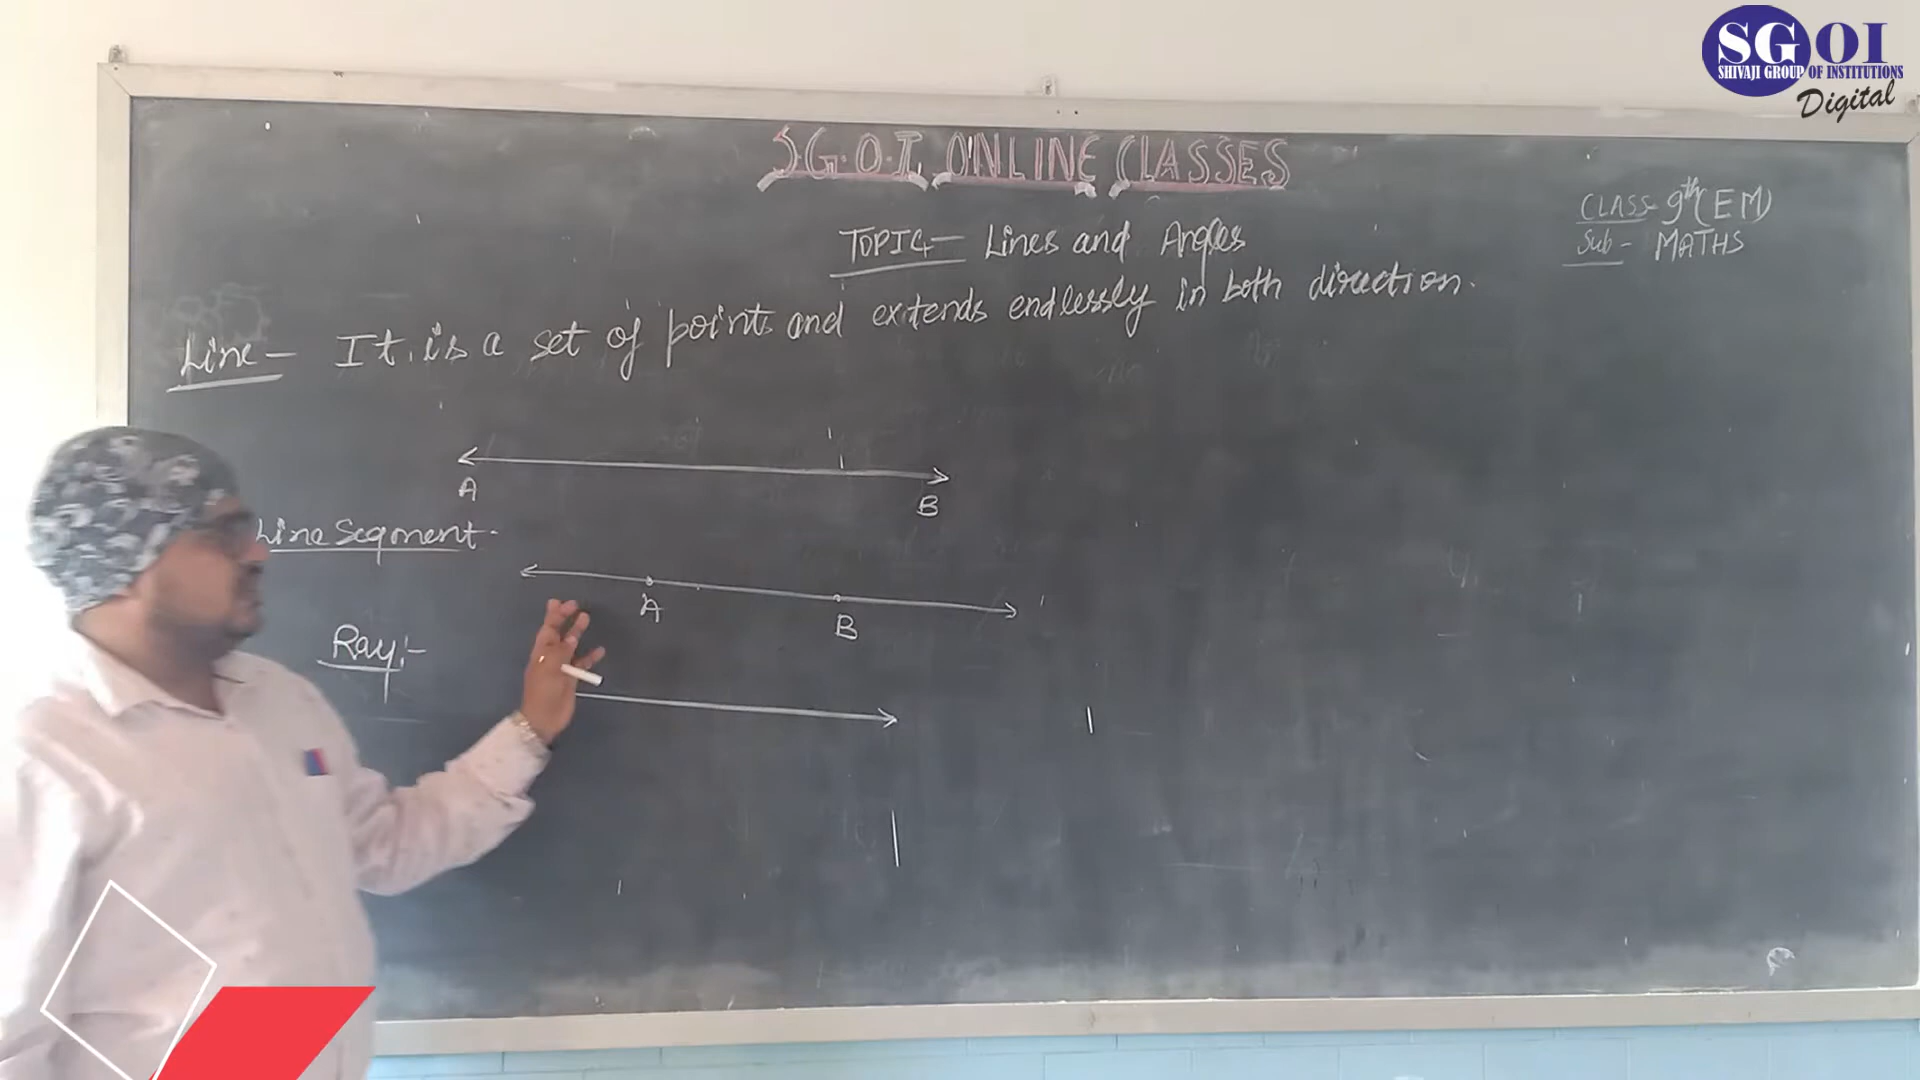 SGOI
SHIVAJI GROUP OF INSTITUTIONS
Digital
S.G.O.I. ONLINE CLASSES
CLASS- 9th (EM)
Sub- MATHS
TOPIC- Lines and Angles
Line- It is a set of points and extends endlessly in both direction.
A
B
Line Segment-
A
B
Ray:-